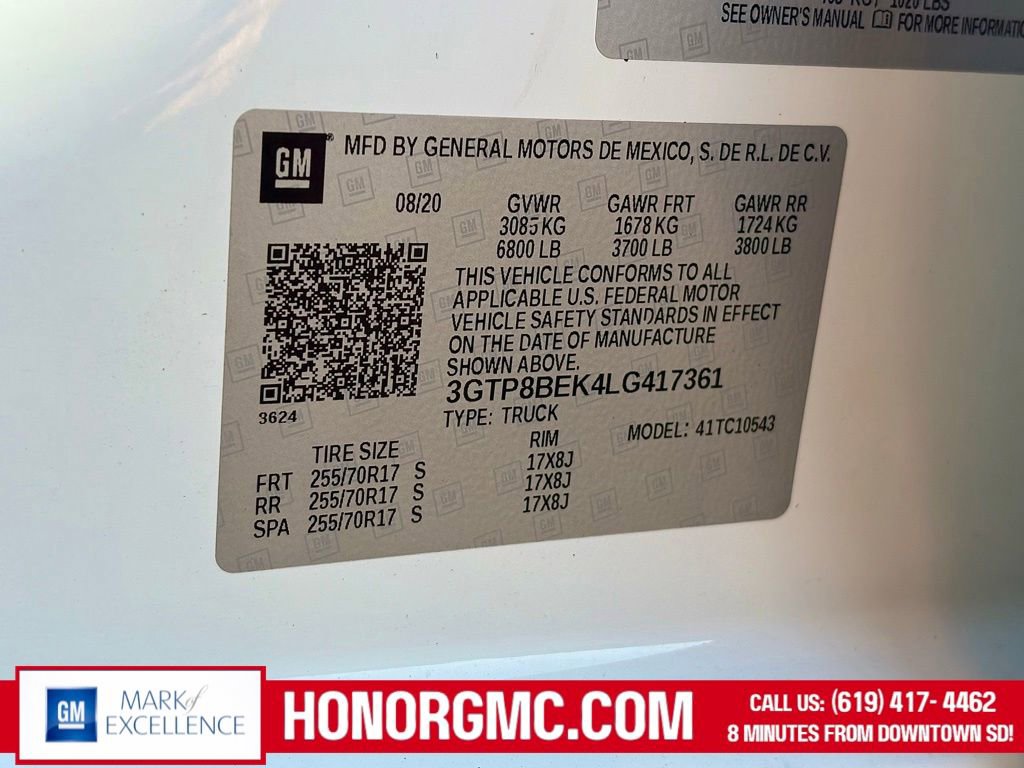 KG 1020 LBS
SEE OWNER'S MANUAL FOR MORE INFORMATIO
GM
MFD BY GENERAL MOTORS DE MEXICO, S. DE R.L. DE C.V.
08/20 GVWR GAWR FRT GAWR RR
3085 KG 1678 KG 1724 KG
6800 LB 3700 LB 3800 LB
THIS VEHICLE CONFORMS TO ALL
APPLICABLE U.S. FEDERAL MOTOR
VEHICLE SAFETY STANDARDS IN EFFECT
ON THE DATE OF MANUFACTURE
SHOWN ABOVE.
3GTP8BEK4LG417361
3624
TYPE: TRUCK
MODEL: 41TC10543
TIRE SIZE RIM
FRT 255/70R17 S 17X8J
RR 255/70R17 S 17X8J
SPA 255/70R17 S 17X8J
GM MARK of EXCELLENCE
HONORGMC.COM
CALL US: (619) 417- 4462
8 MINUTES FROM DOWNTOWN SD!